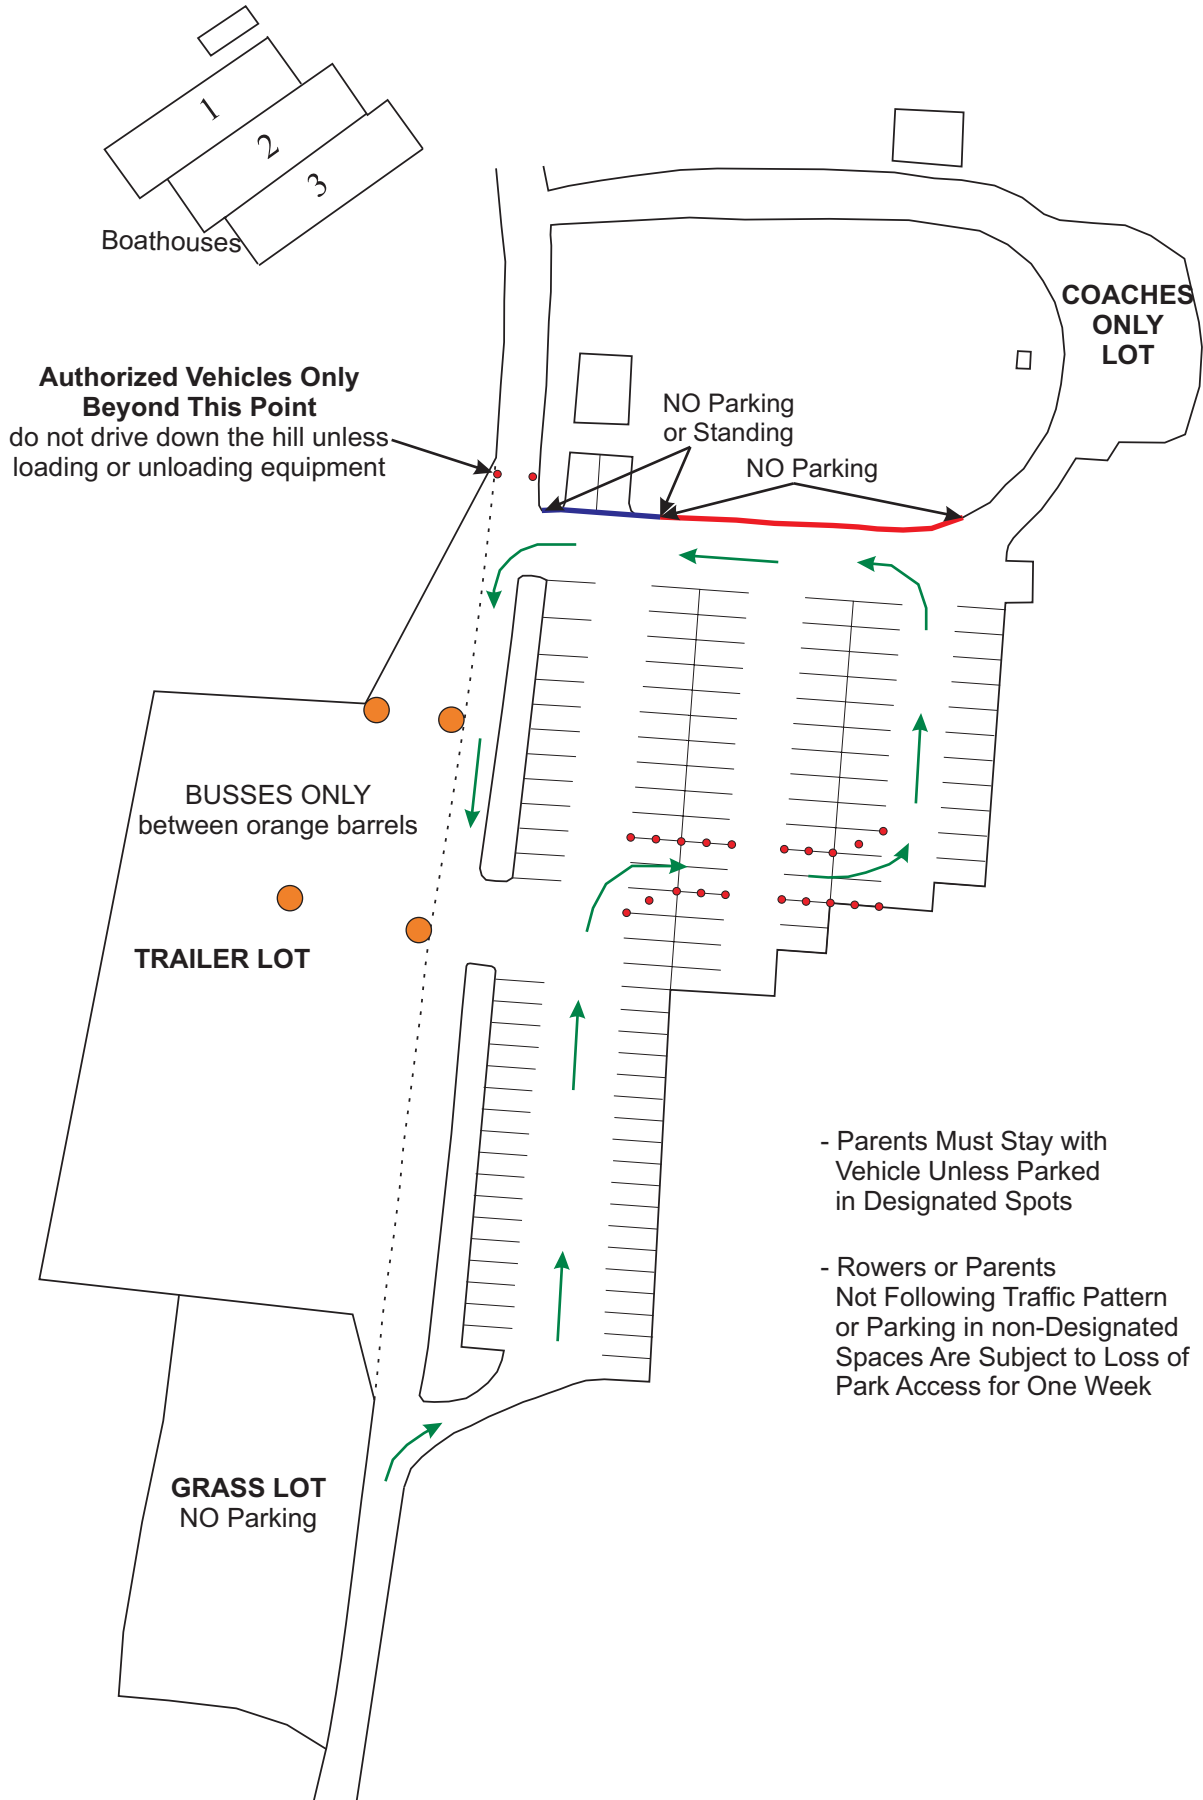 1
2
3
Boathouses
COACHES
ONLY
LOT
Authorized Vehicles Only
Beyond This Point
do not drive down the hill unless
loading or unloading equipment
NO Parking
or Standing
NO Parking
BUSSES ONLY
between orange barrels
TRAILER LOT
- Parents Must Stay with
Vehicle Unless Parked
in Designated Spots
- Rowers or Parents
Not Following Traffic Pattern
or Parking in non-Designated
Spaces Are Subject to Loss of
Park Access for One Week
GRASS LOT
NO Parking